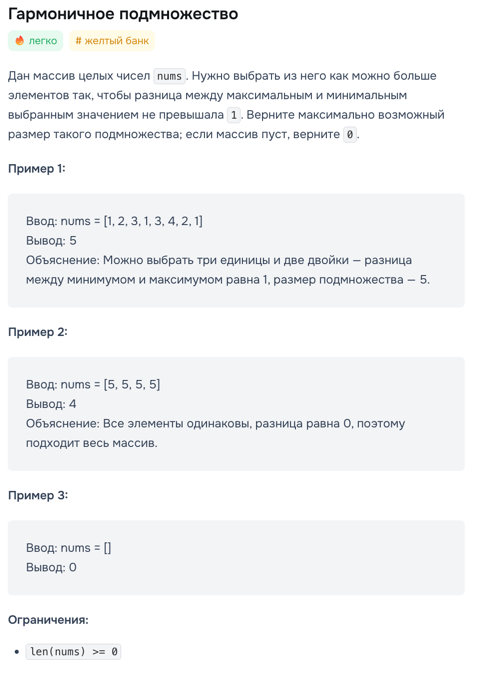 Гармоничное подмножество
🔥 легко # желтый банк
Дан массив целых чисел nums. Нужно выбрать из него как можно больше
элементов так, чтобы разница между максимальным и минимальным
выбранным значением не превышала 1. Верните максимально возможный
размер такого подмножества; если массив пуст, верните 0.
Пример 1:
Ввод: nums = [1, 2, 3, 1, 3, 4, 2, 1]
Вывод: 5
Объяснение: Можно выбрать три единицы и две двойки — разница
между минимумом и максимумом равна 1, размер подмножества — 5.
Пример 2:
Ввод: nums = [5, 5, 5, 5]
Вывод: 4
Объяснение: Все элементы одинаковы, разница равна 0, поэтому
подходит весь массив.
Пример 3:
Ввод: nums = []
Вывод: 0
Ограничения:
• len(nums) >= 0